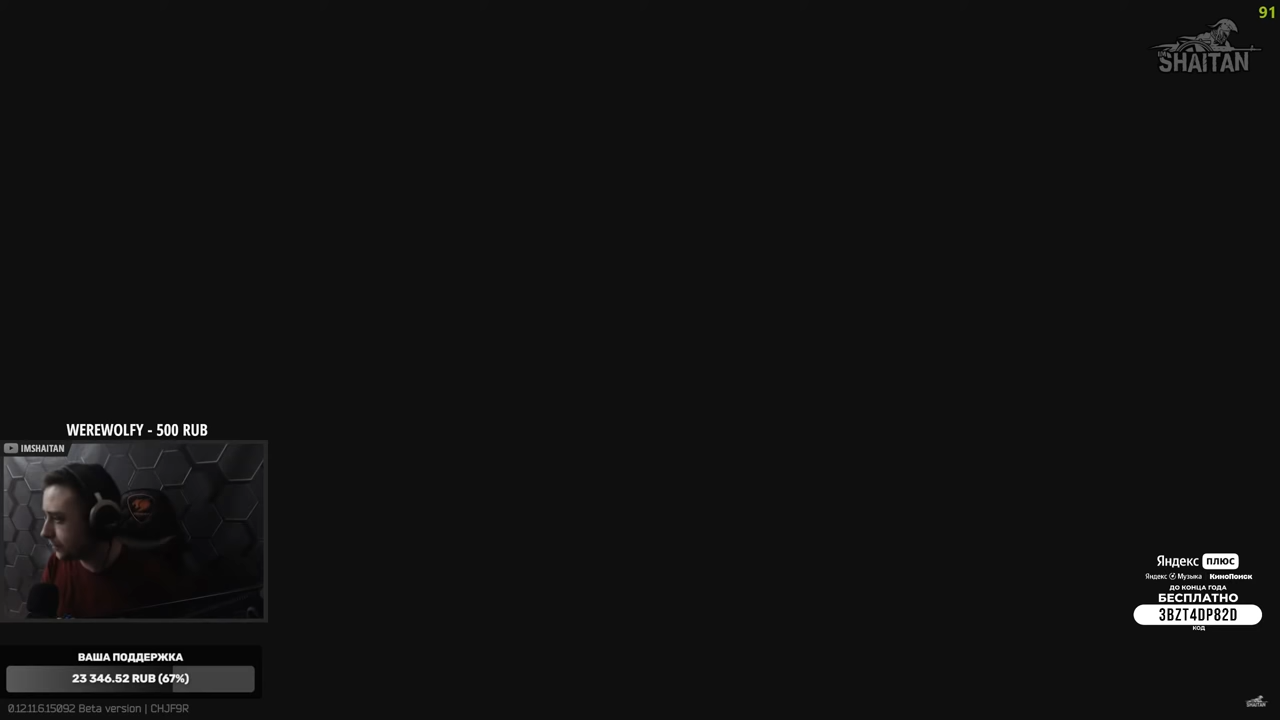 91
SHAITAN
WEREWOLFY - 500 RUB
IMSHAITAN
Яндекс плюс
Яндекс Музыка КиноПоиск
ДО КОНЦА ГОДА
БЕСПЛАТНО
3BZT4DP82D
КОД
ВАША ПОДДЕРЖКА
23 346.52 RUB (67%)
SHAITAN
0.12.11.6.15092 Beta version | CHJF9R